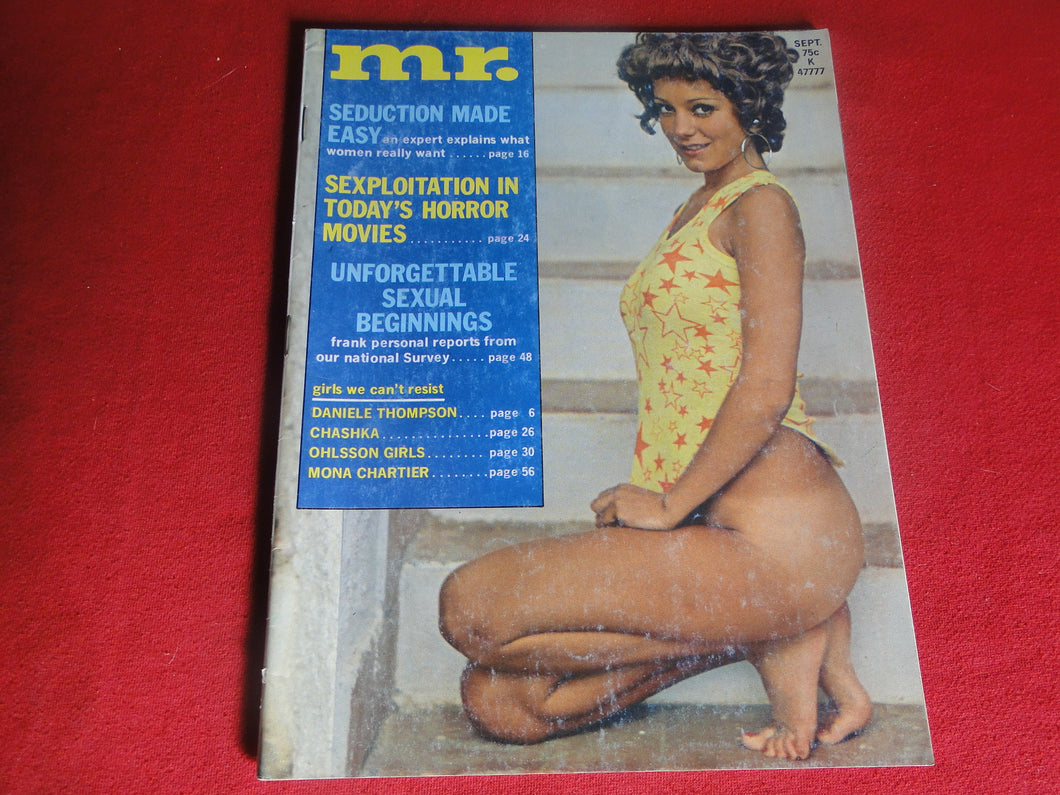 mr.
SEPT.
75c
K
47777
SEDUCTION MADE
EASY an expert explains what
women really want ...... page 16
SEXPLOITATION IN
TODAY'S HORROR
MOVIES ........... page 24
UNFORGETTABLE
SEXUAL
BEGINNINGS
frank personal reports from
our national Survey ..... page 48
girls we can't resist
DANIELE THOMPSON .... page 6
CHASHKA ............... page 26
OHLSSON GIRLS ........ page 30
MONA CHARTIER ........ page 56